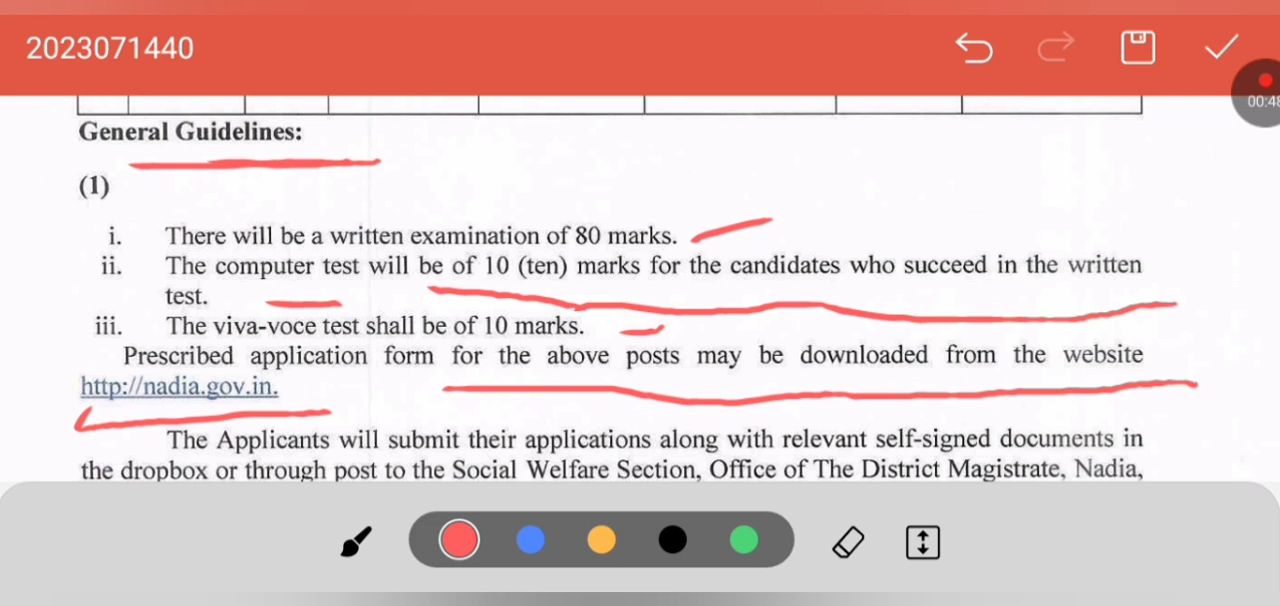 2023071440
00:48
General Guidelines:
(1)
i. There will be a written examination of 80 marks.
ii. The computer test will be of 10 (ten) marks for the candidates who succeed in the written
test.
iii. The viva-voce test shall be of 10 marks.
Prescribed application form for the above posts may be downloaded from the website
http://nadia.gov.in.
The Applicants will submit their applications along with relevant self-signed documents in
the dropbox or through post to the Social Welfare Section, Office of The District Magistrate, Nadia,